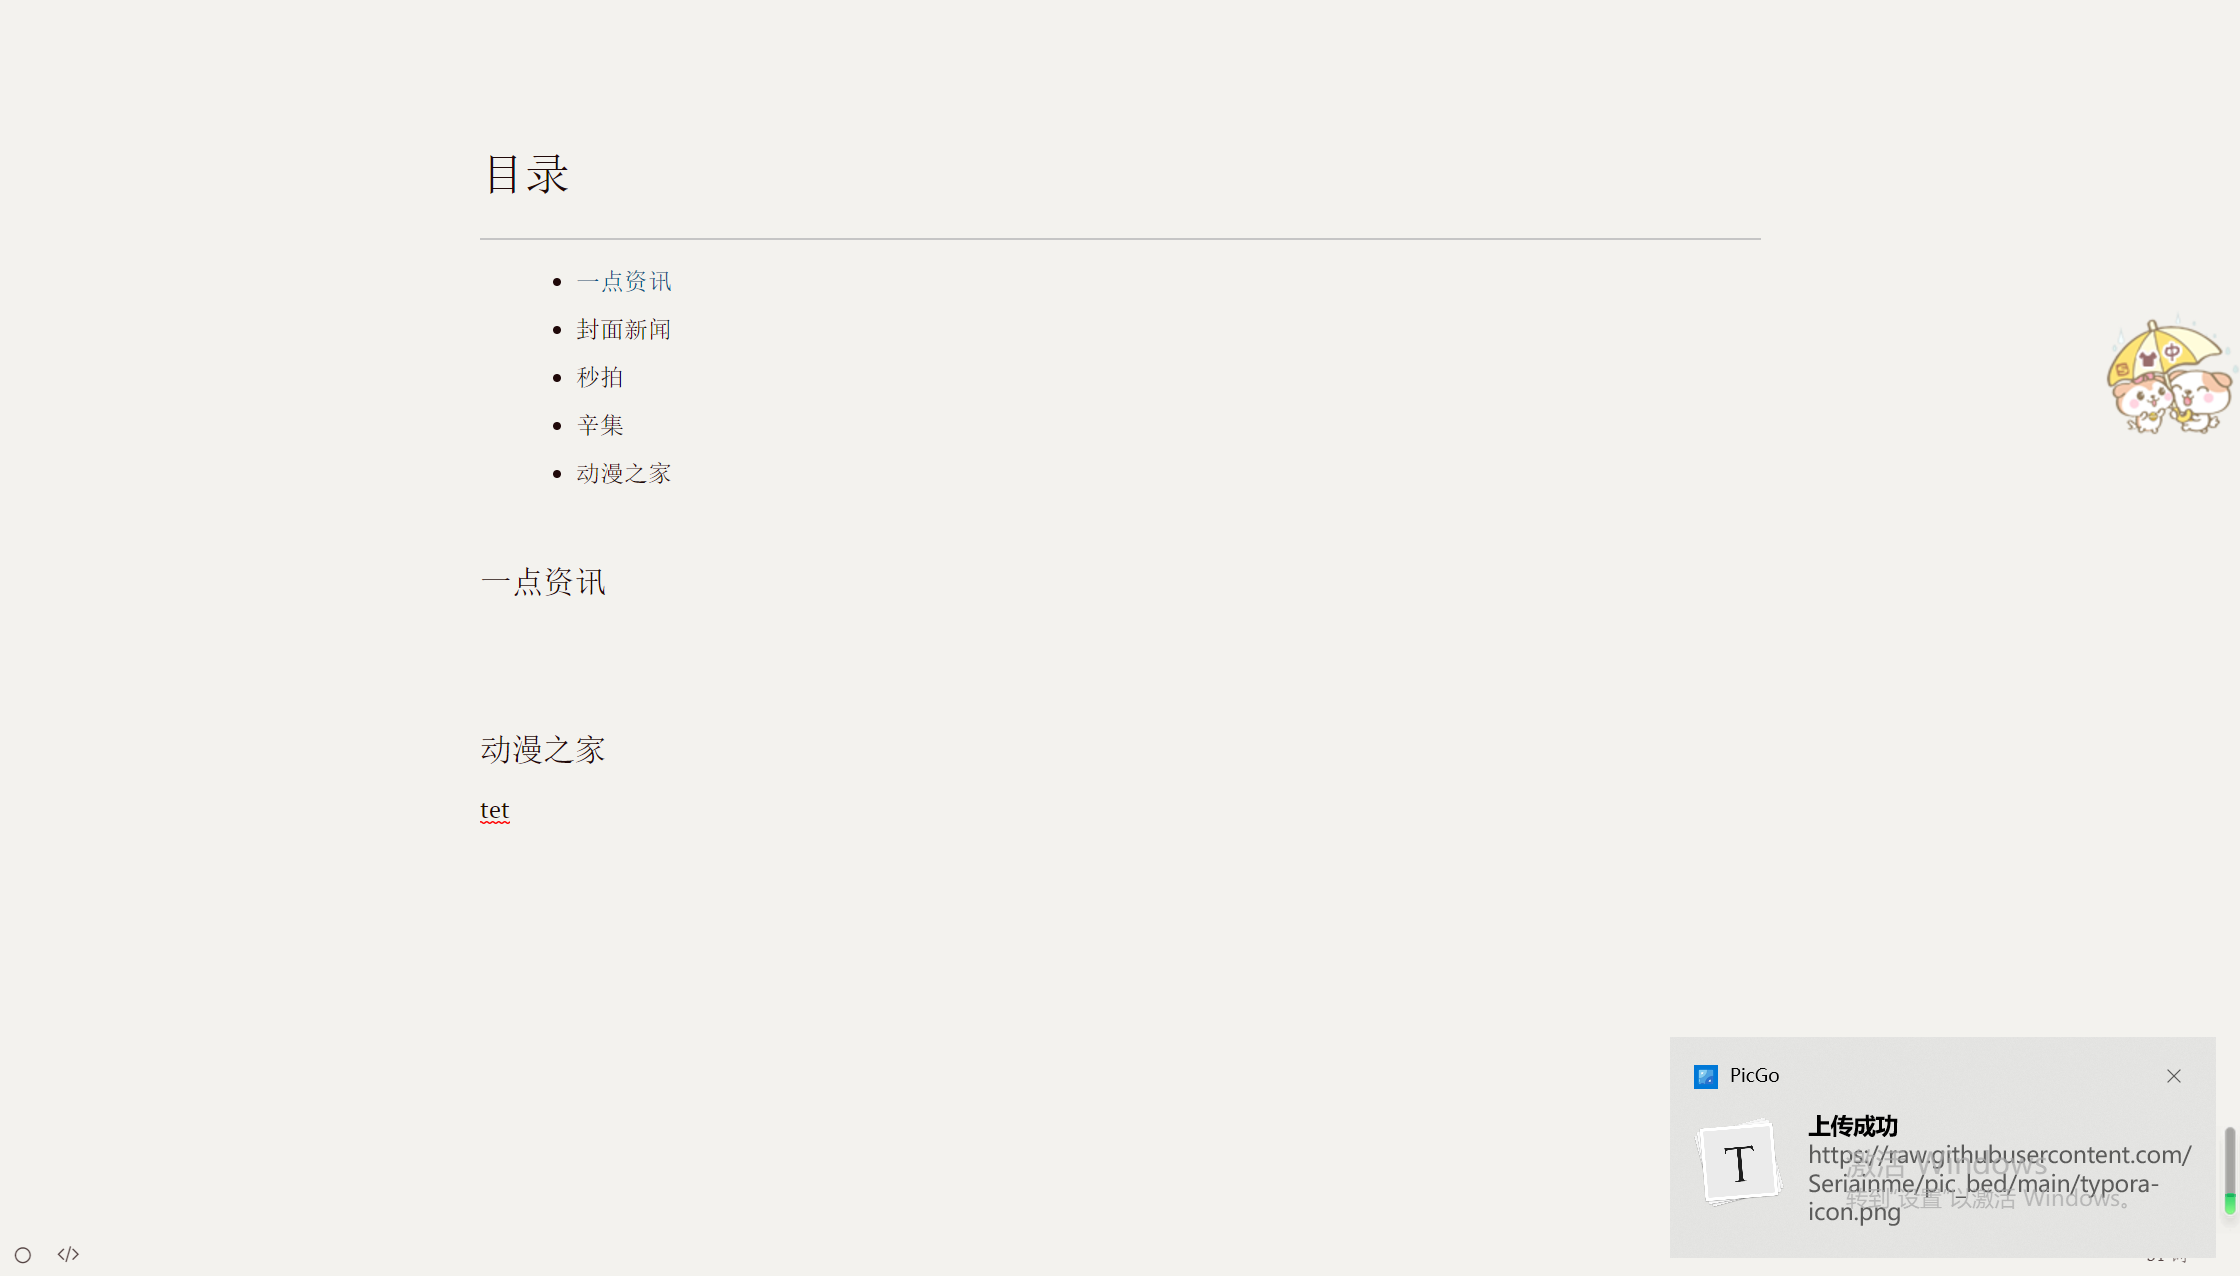 目录
一点资讯
封面新闻
秒拍
辛集
动漫之家
一点资讯
动漫之家
tet
S 中
PicGo
T
上传成功
https://raw.githubusercontent.com/
Seriainme/pic_bed/main/typora-
icon.png
激活 Windows
转到"设置"以激活 Windows。